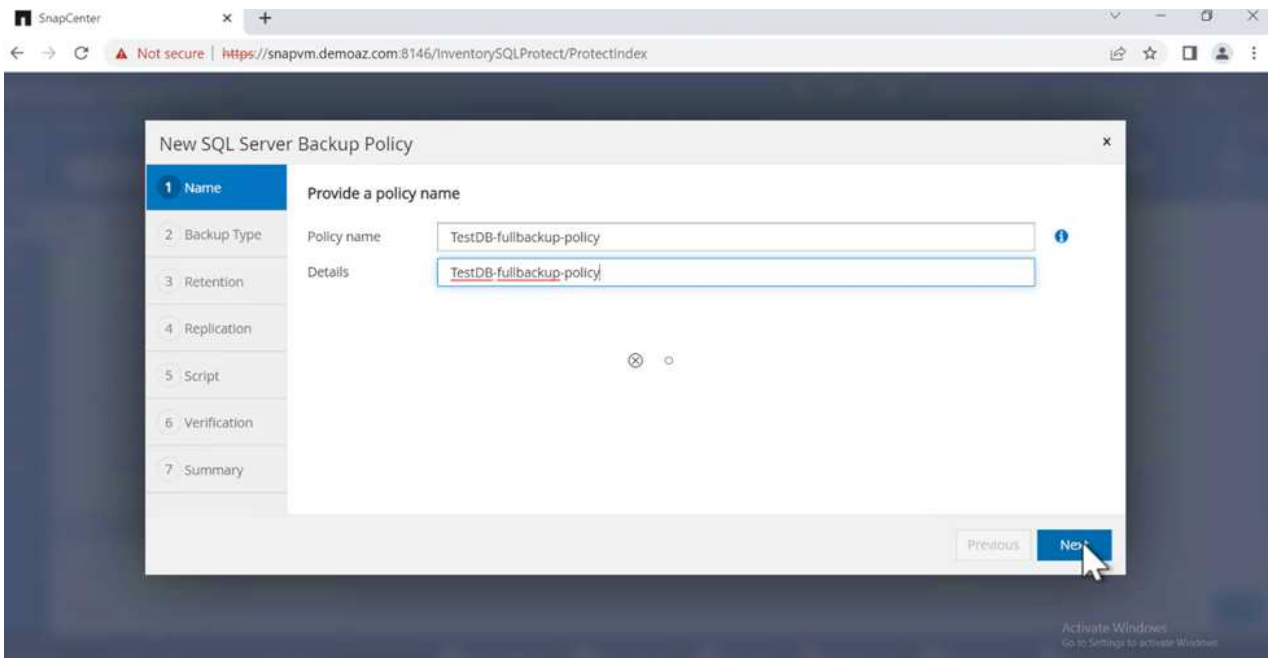 SnapCenter
Not secure | https://snapvm.demoaz.com:8146/InventorySQLProtect/ProtectIndex
New SQL Server Backup Policy
1 Name
Provide a policy name
2 Backup Type
Policy name
TestDB-fullbackup-policy
Details
TestDB-fullbackup-policy
3 Retention
4 Replication
5 Script
6 Verification
7 Summary
Previous
Next
Activate Windows
Go to Settings to activate Windows.